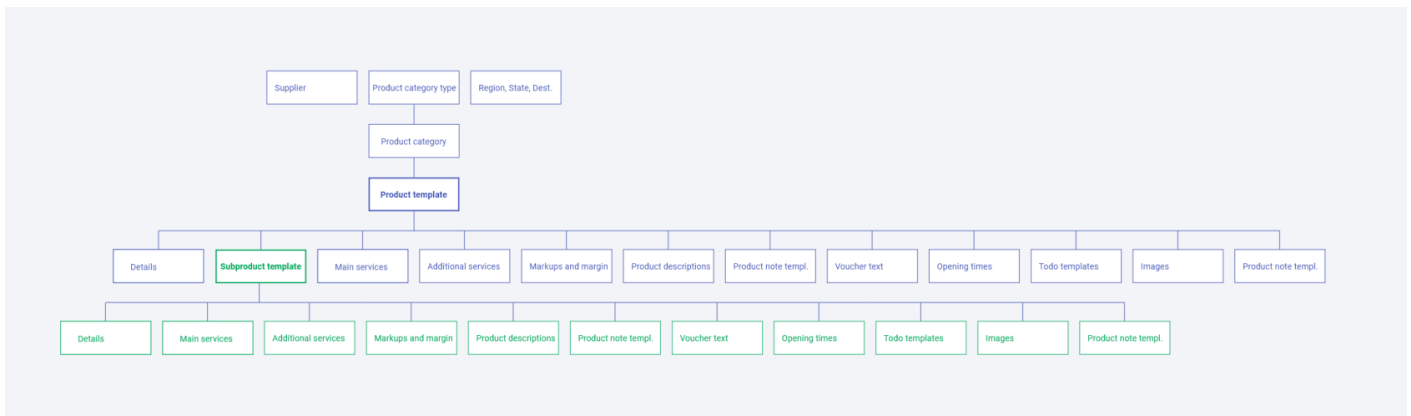 Supplier
Product category type
Region, State, Dest.
Product category
Product template
Details
Subproduct template
Main services
Additional services
Markups and margin
Product descriptions
Product note templ.
Voucher text
Opening times
Todo templates
Images
Product note templ.
Details
Main services
Additional services
Markups and margin
Product descriptions
Product note templ.
Voucher text
Opening times
Todo templates
Images
Product note templ.